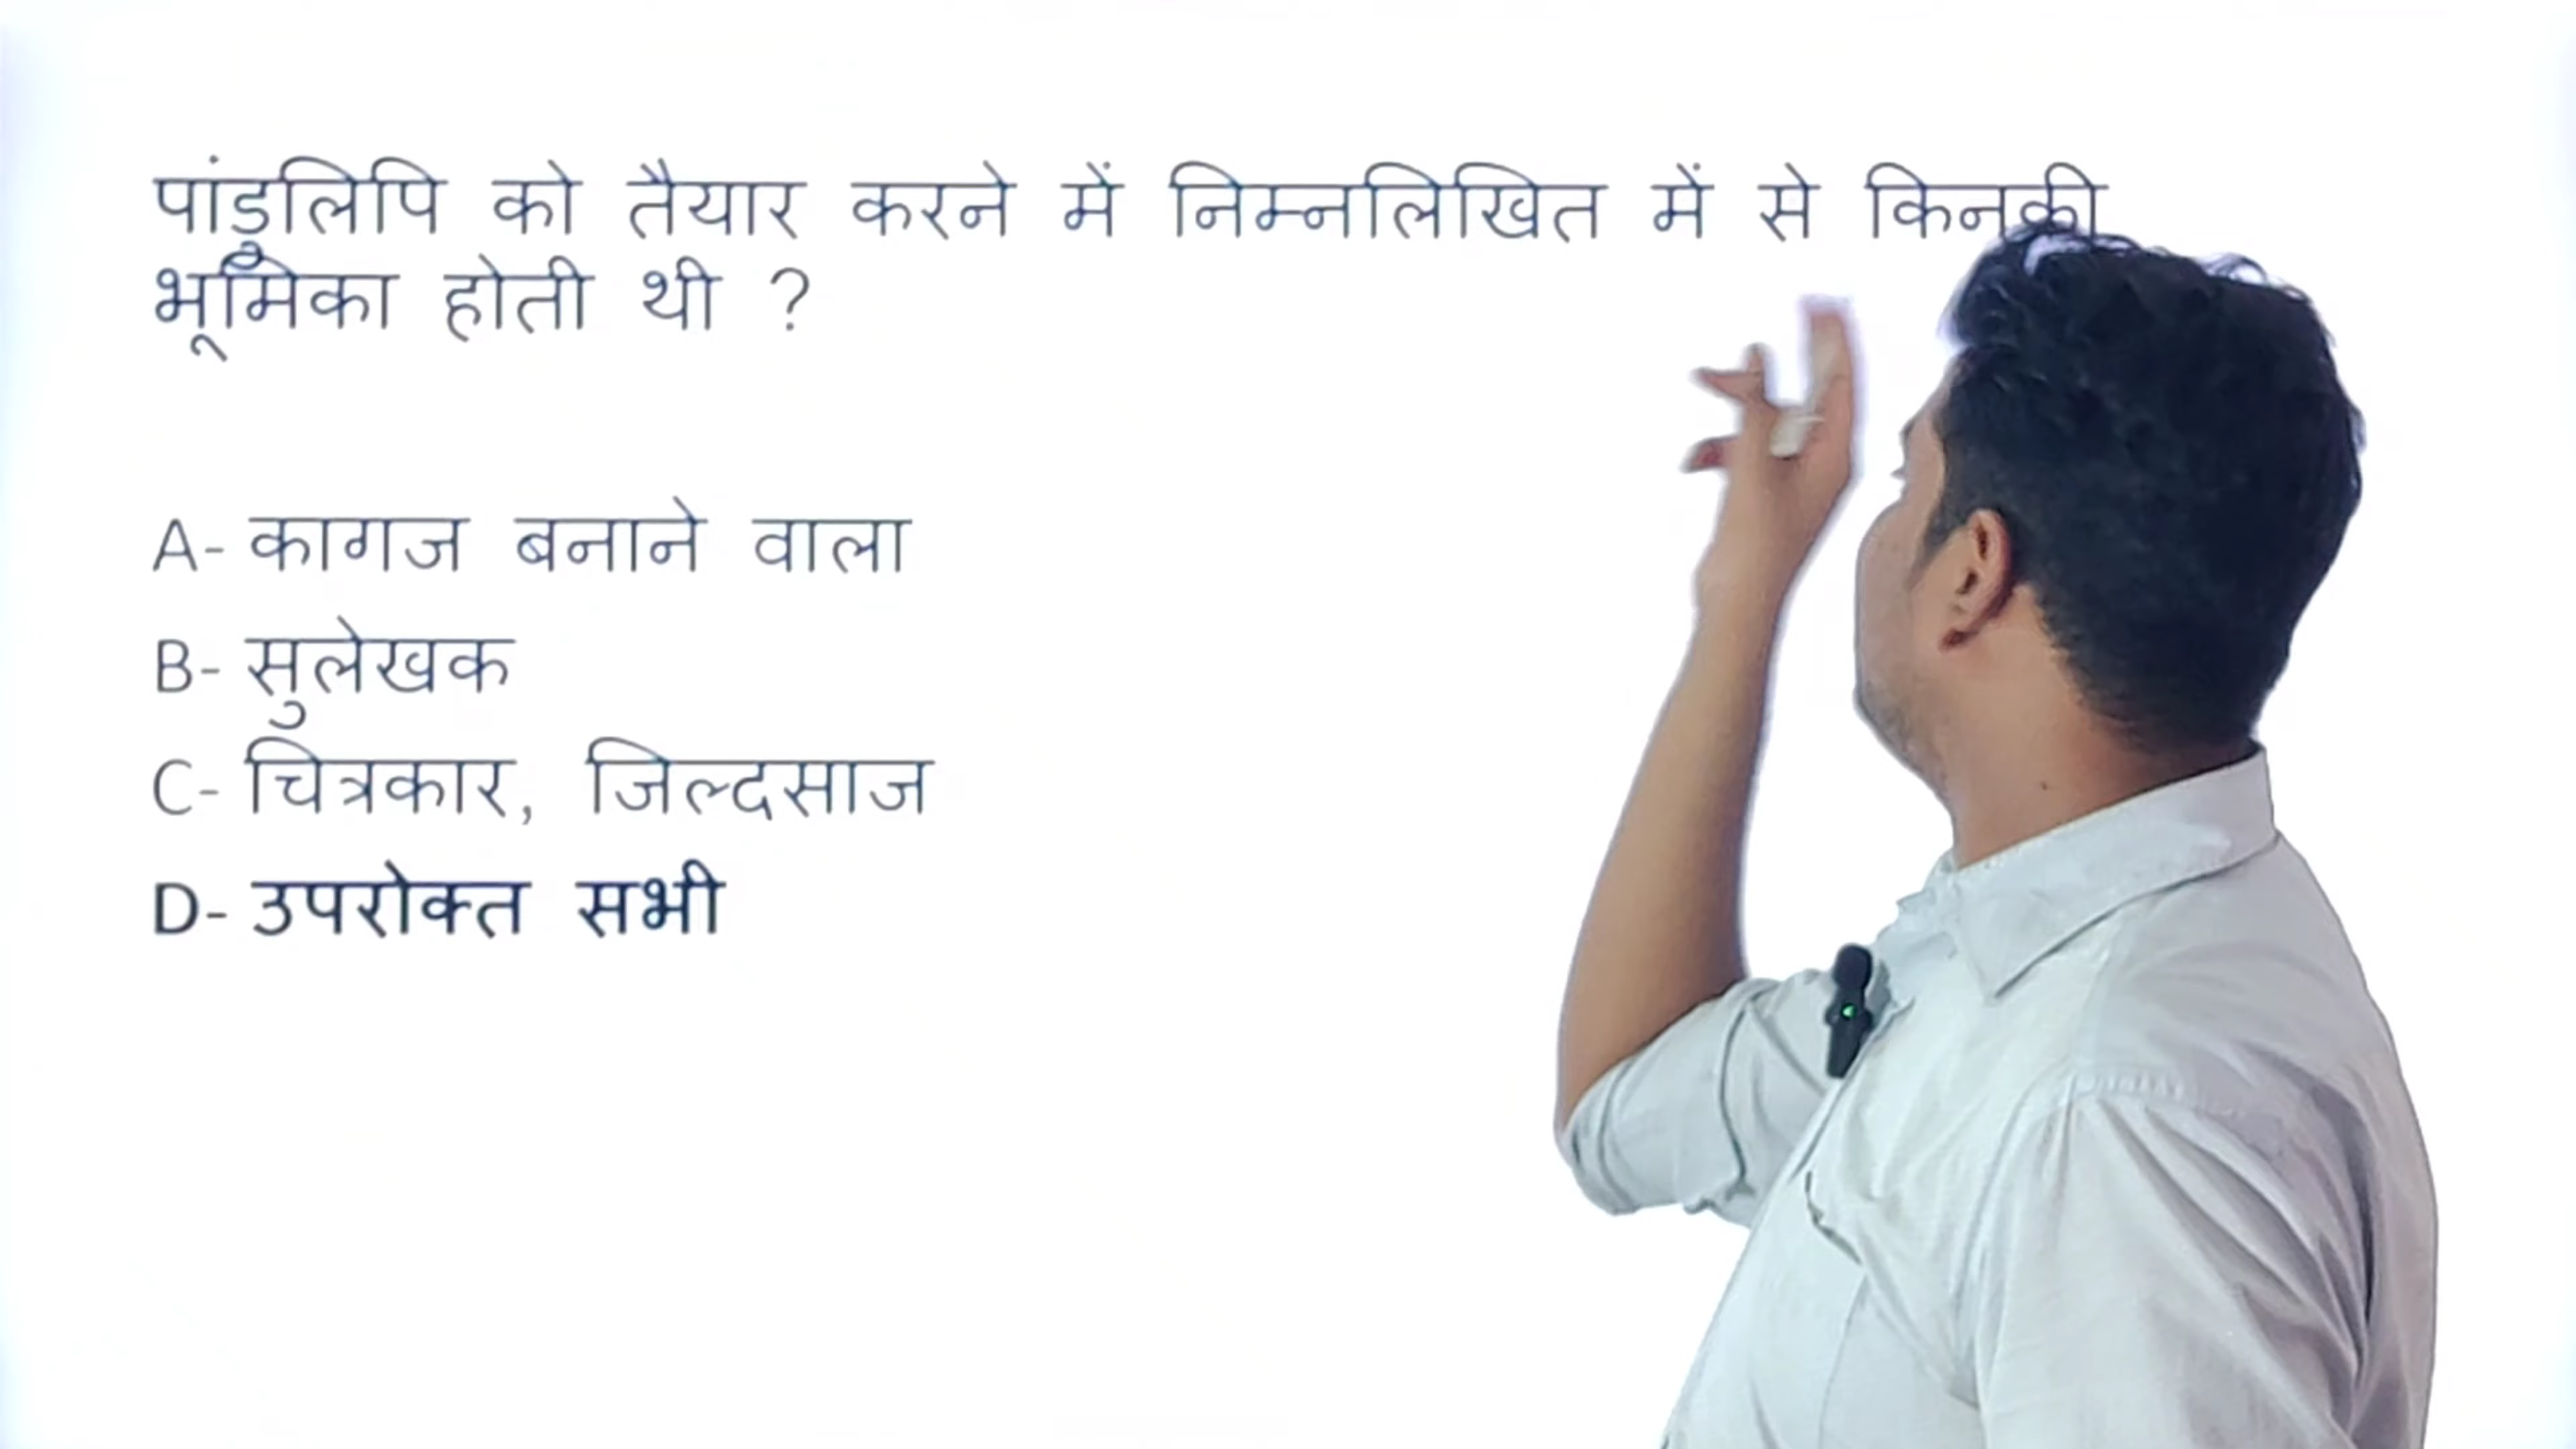 पांडुलिपि को तैयार करने में निम्नलिखित में से किनकी
भूमिका होती थी ?
A- कागज बनाने वाला
B- सुलेखक
C- चित्रकार, जिल्दसाज
D- उपरोक्त सभी